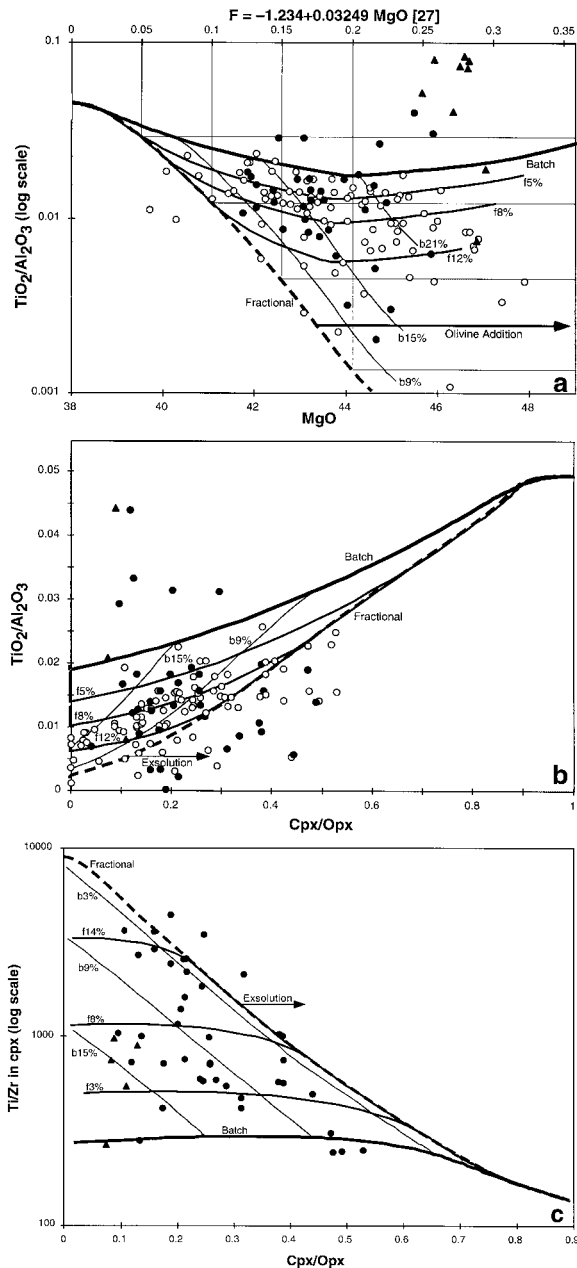 F = –1.234+0.03249 MgO [27]
0 0.05 0.1 0.15 0.2 0.25 0.3 0.35
0.1
0.01
0.001
TiO2/Al2O3 (log scale)
Batch
f5%
f8%
b21%
f12%
Fractional
b15%
Olivine Addition
b9%
a
38 40 42 44 46 48
MgO
0.05
0.04
0.03
0.02
0.01
0
TiO2/Al2O3
Batch
Fractional
b9%
b15%
f5%
f8%
f12%
Exsolution
b
0 0.2 0.4 0.6 0.8 1
Cpx/Opx
10000
1000
100
Ti/Zr in cpx (log scale)
Fractional
b3%
f14%
b9%
Exsolution
f9%
b15%
f3%
Batch
c
0 0.1 0.2 0.3 0.4 0.5 0.6 0.7 0.8 0.9
Cpx/Opx